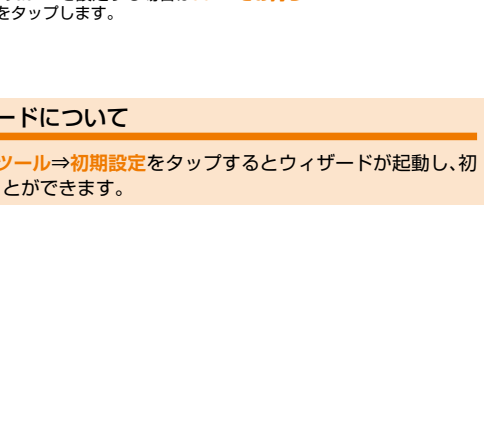 をタップします。
ードについて
ツール⇒初期設定をタップするとウィザードが起動し、初
とができます。